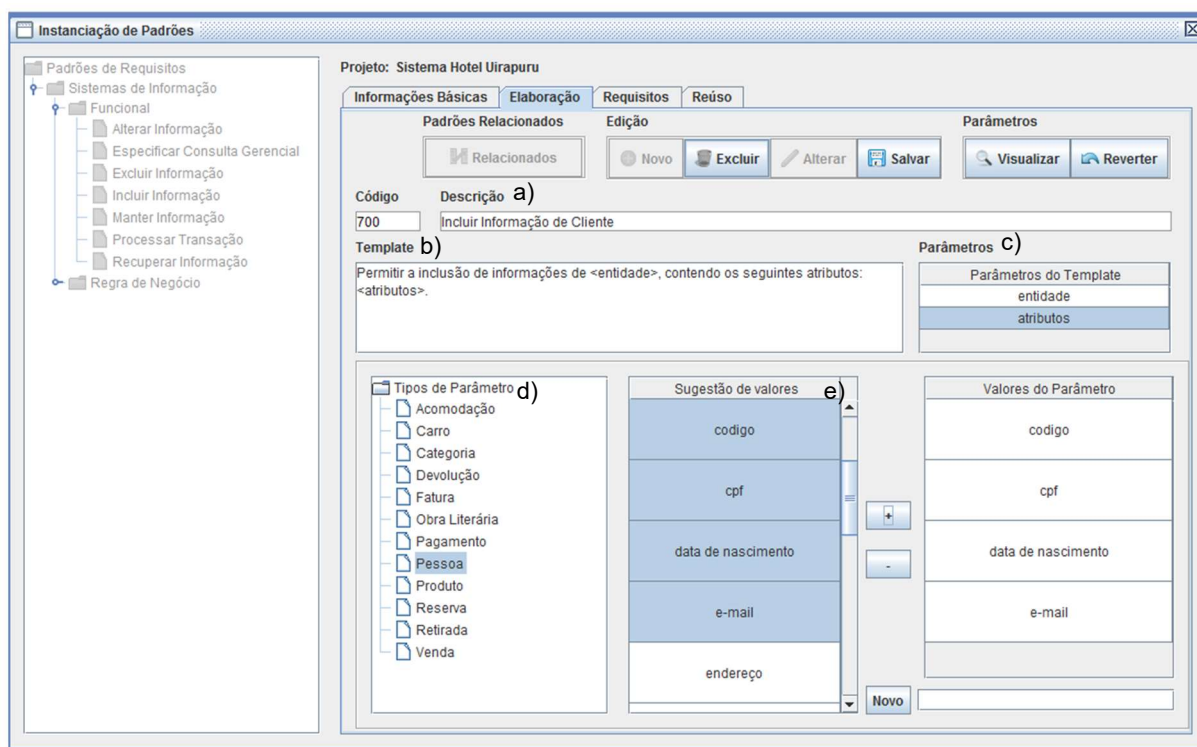 Instanciação de Padrões
Padrões de Requisitos
Sistemas de Informação
Funcional
Alterar Informação
Especificar Consulta Gerencial
Excluir Informação
Incluir Informação
Manter Informação
Processar Transação
Recuperar Informação
Regra de Negócio
Projeto: Sistema Hotel Uirapuru
Informações Básicas Elaboração Requisitos Reúso
Padrões Relacionados Edição Parâmetros
Relacionados Novo Excluir Alterar Salvar Visualizar Reverter
Código Descrição a)
700 Incluir Informação de Cliente
Template b) Parâmetros c)
Permitir a inclusão de informações de <entidade>, contendo os seguintes atributos:
<atributos>.
Parâmetros do Template
entidade
atributos
Tipos de Parâmetro d)
Acomodação
Carro
Categoria
Devolução
Fatura
Obra Literária
Pagamento
Pessoa
Produto
Reserva
Retirada
Venda
Sugestão de valores e)
codigo
cpf
data de nascimento
e-mail
endereço
+
-
Novo
Valores do Parâmetro
codigo
cpf
data de nascimento
e-mail